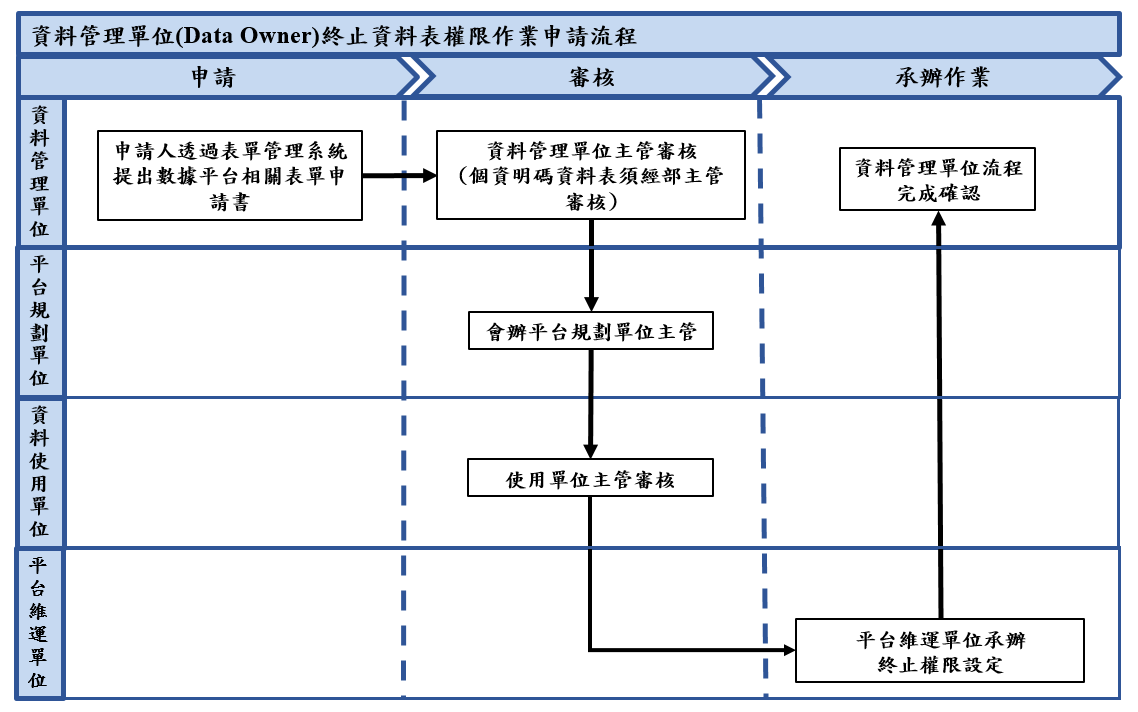 資料管理單位(Data Owner)終止資料表權限作業申請流程
申請
審核
承辦作業
資料管理單位
申請人透過表單管理系統
提出數據平台相關表單申
請書
資料管理單位主管審核
（個資明碼資料表須經部主管
審核）
資料管理單位流程
完成確認
平台規劃單位
會辦平台規劃單位主管
資料使用單位
使用單位主管審核
平台維運單位
平台維運單位承辦
終止權限設定